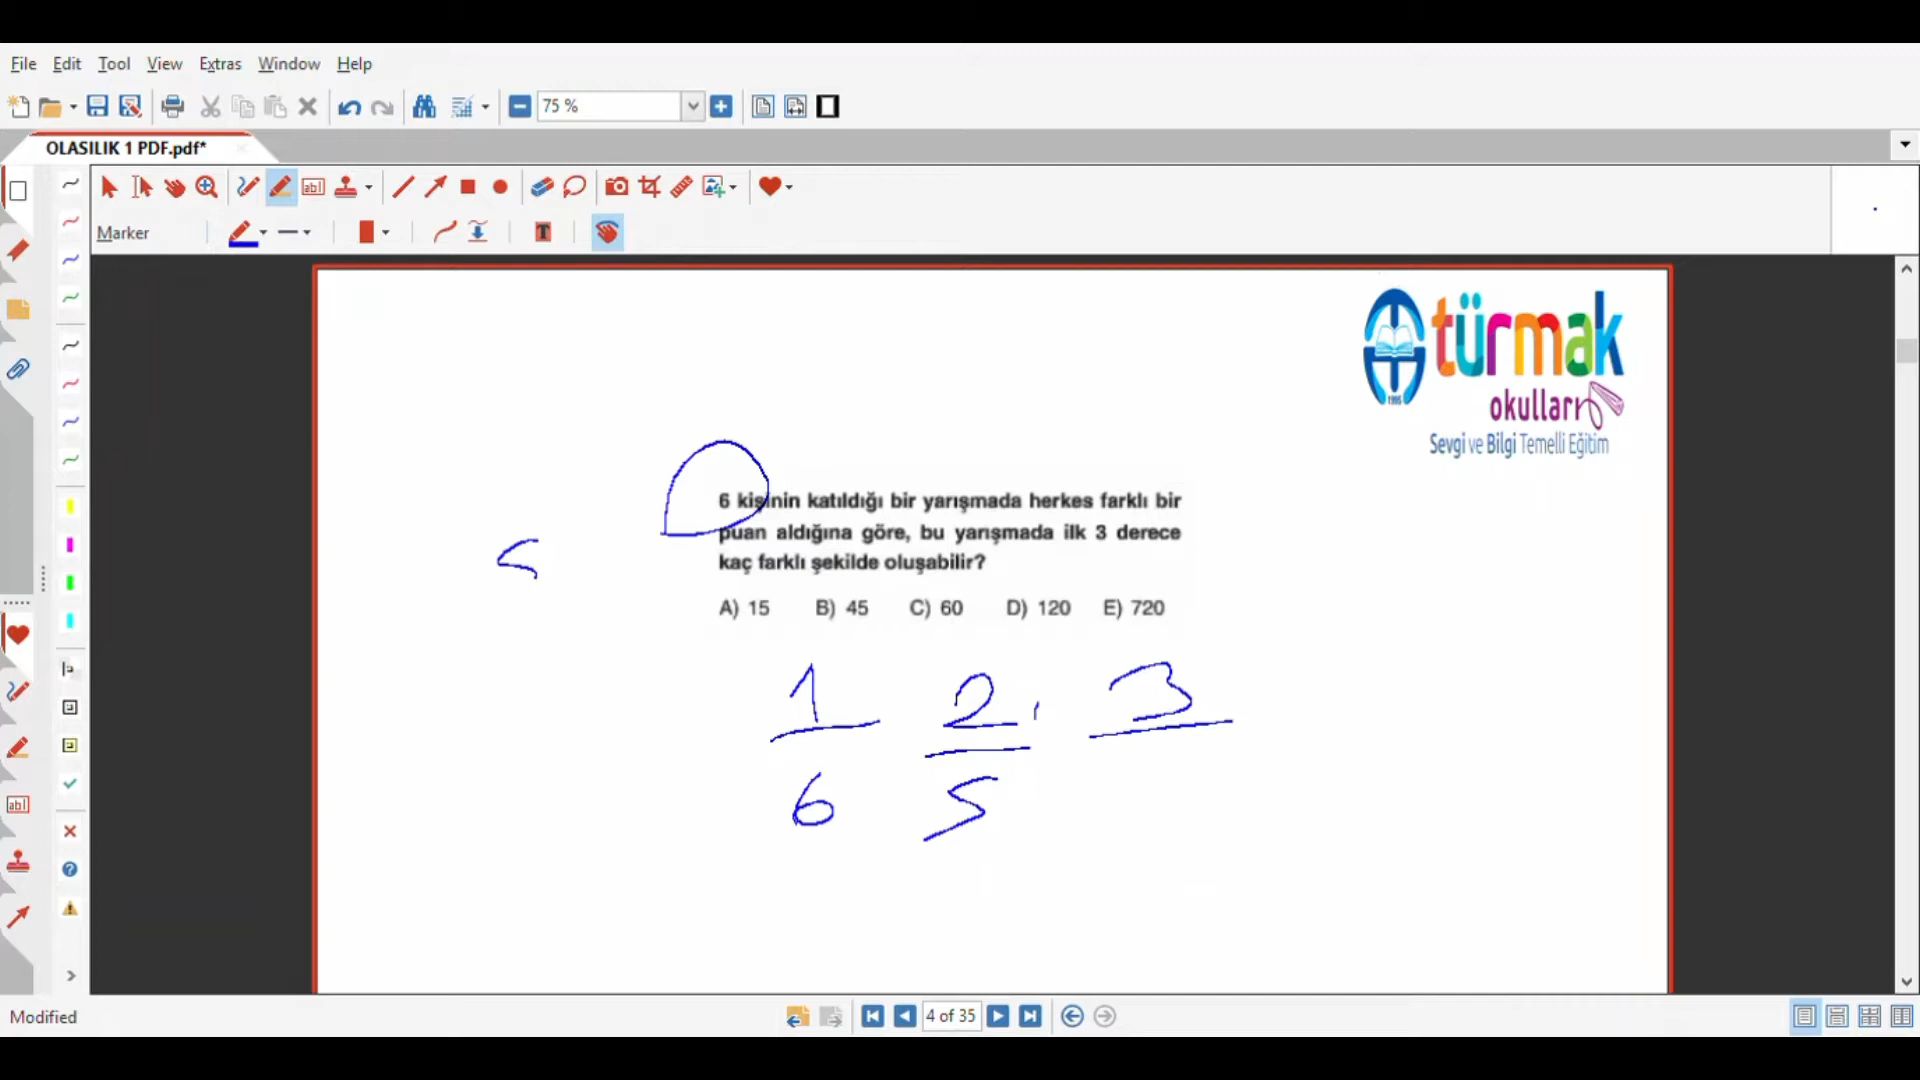 File Edit Tool View Extras Window Help
75 %
OLASILIK 1 PDF.pdf*
Marker
türmak
okulları
1995
Sevgi ve Bilgi Temelli Eğitim
6 kişinin katıldığı bir yarışmada herkes farklı bir
puan aldığına göre, bu yarışmada ilk 3 derece
kaç farklı şekilde oluşabilir?
A) 15 B) 45 C) 60 D) 120 E) 720
1 2 3
6 5
Modified
4 of 35